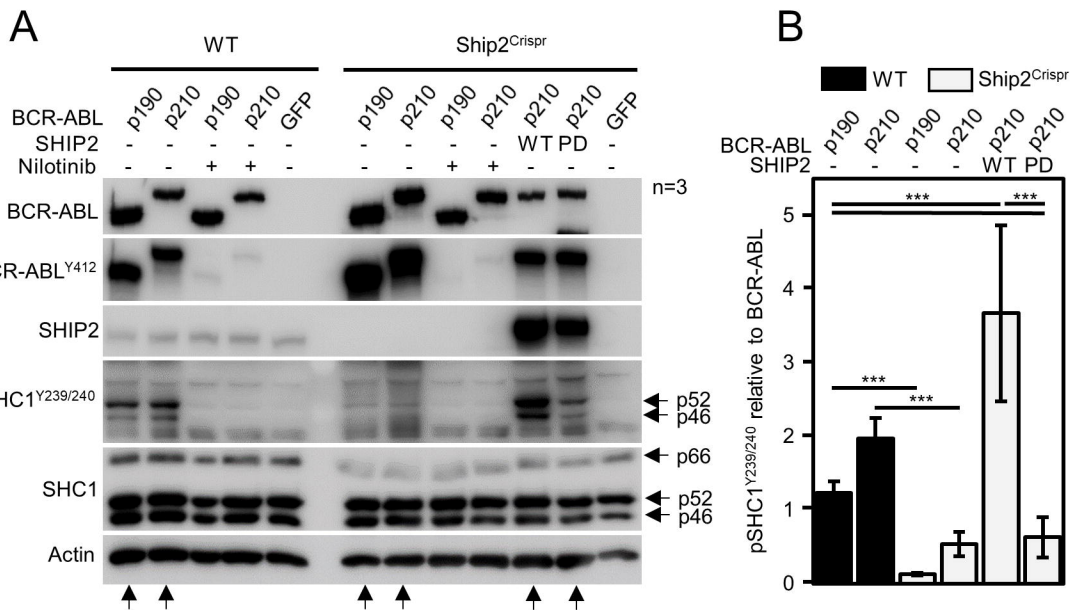 A
WT
Ship2Crispr
BCR-ABL p190 p210 p190 p210 GFP p190 p210 p190 p210 p210 p210 GFP
SHIP2 - - - - - - - - - WT PD -
Nilotinib - - + + - - - + + - - -
BCR-ABL
n=3
CR-ABLY412
SHIP2
HC1Y239/240
p52
p46
SHC1
p66
p52
p46
Actin
B
WT Ship2Crispr
BCR-ABL p190 p210 p190 p210 p210 p210
SHIP2 - - - - WT PD
pSHC1Y239/240 relative to BCR-ABL
*** ***
5
4
3
***
***
2
1
0